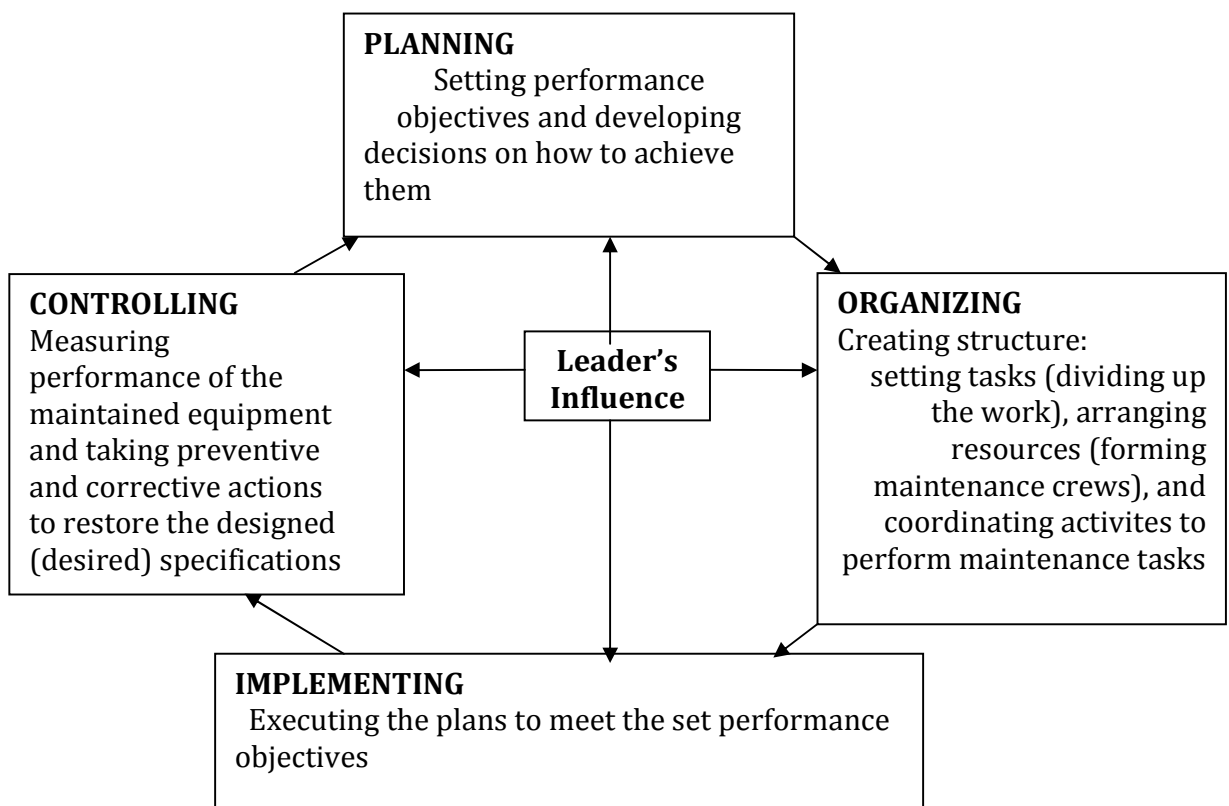 PLANNING
Setting performance
objectives and developing
decisions on how to achieve
them
CONTROLLING
Measuring
performance of the
maintained equipment
and taking preventive
and corrective actions
to restore the designed
(desired) specifications
Leader’s
Influence
ORGANIZING
Creating structure:
setting tasks (dividing up
the work), arranging
resources (forming
maintenance crews), and
coordinating activites to
perform maintenance tasks
IMPLEMENTING
Executing the plans to meet the set performance
objectives